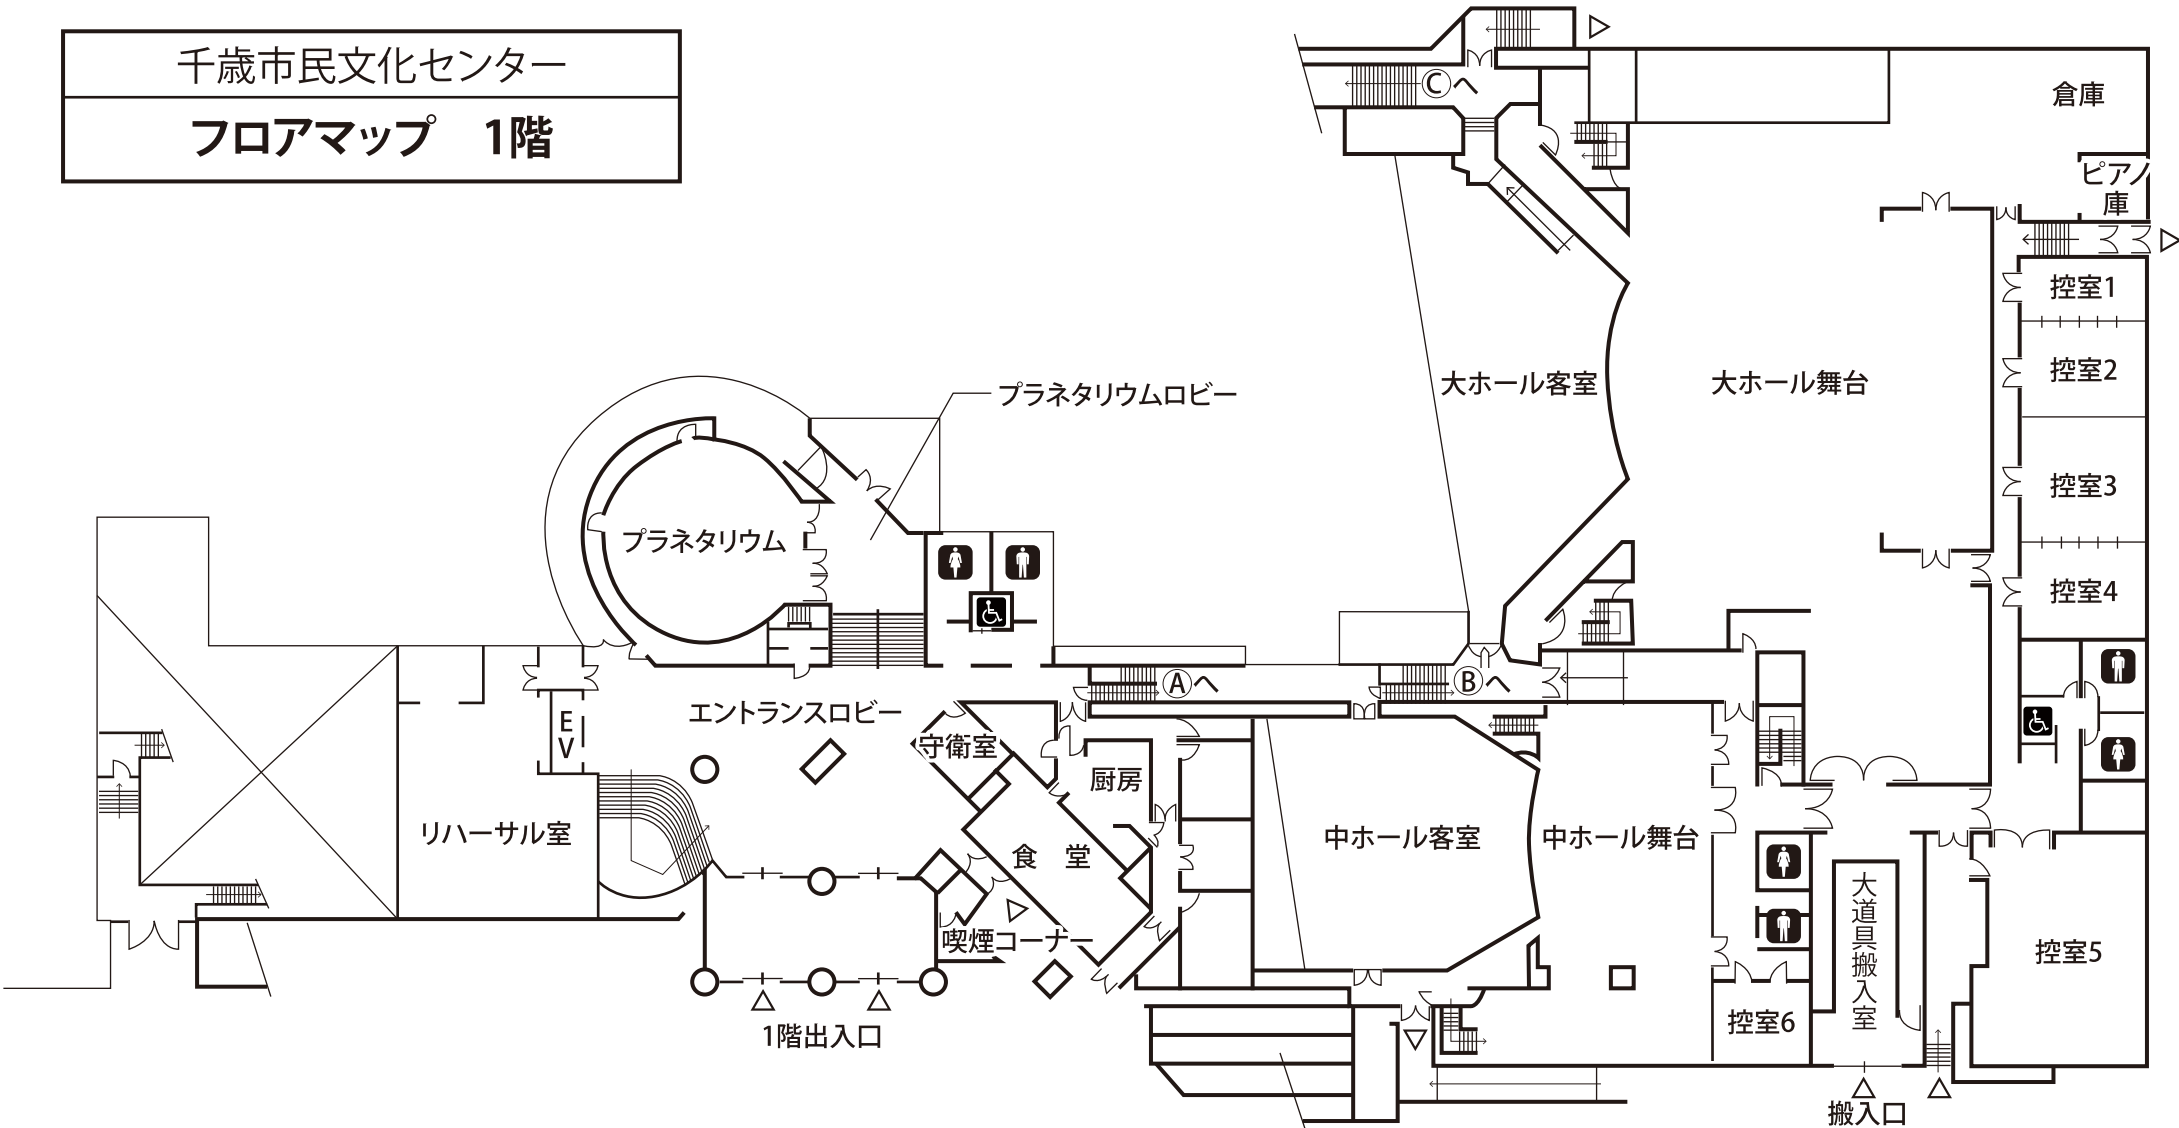 千歳市民文化センター
フロアマップ　1階
Ⓒへ
倉庫
ピアノ
庫
控室1
控室2
大ホール客室
大ホール舞台
プラネタリウムロビー
控室3
プラネタリウム
控室4
Ⓐへ
Ⓑへ
エントランスロビー
EV
守衛室
厨房
リハーサル室
中ホール客室
中ホール舞台
食　堂
大道具搬入室
喫煙コーナー
控室5
控室6
1階出入口
搬入口